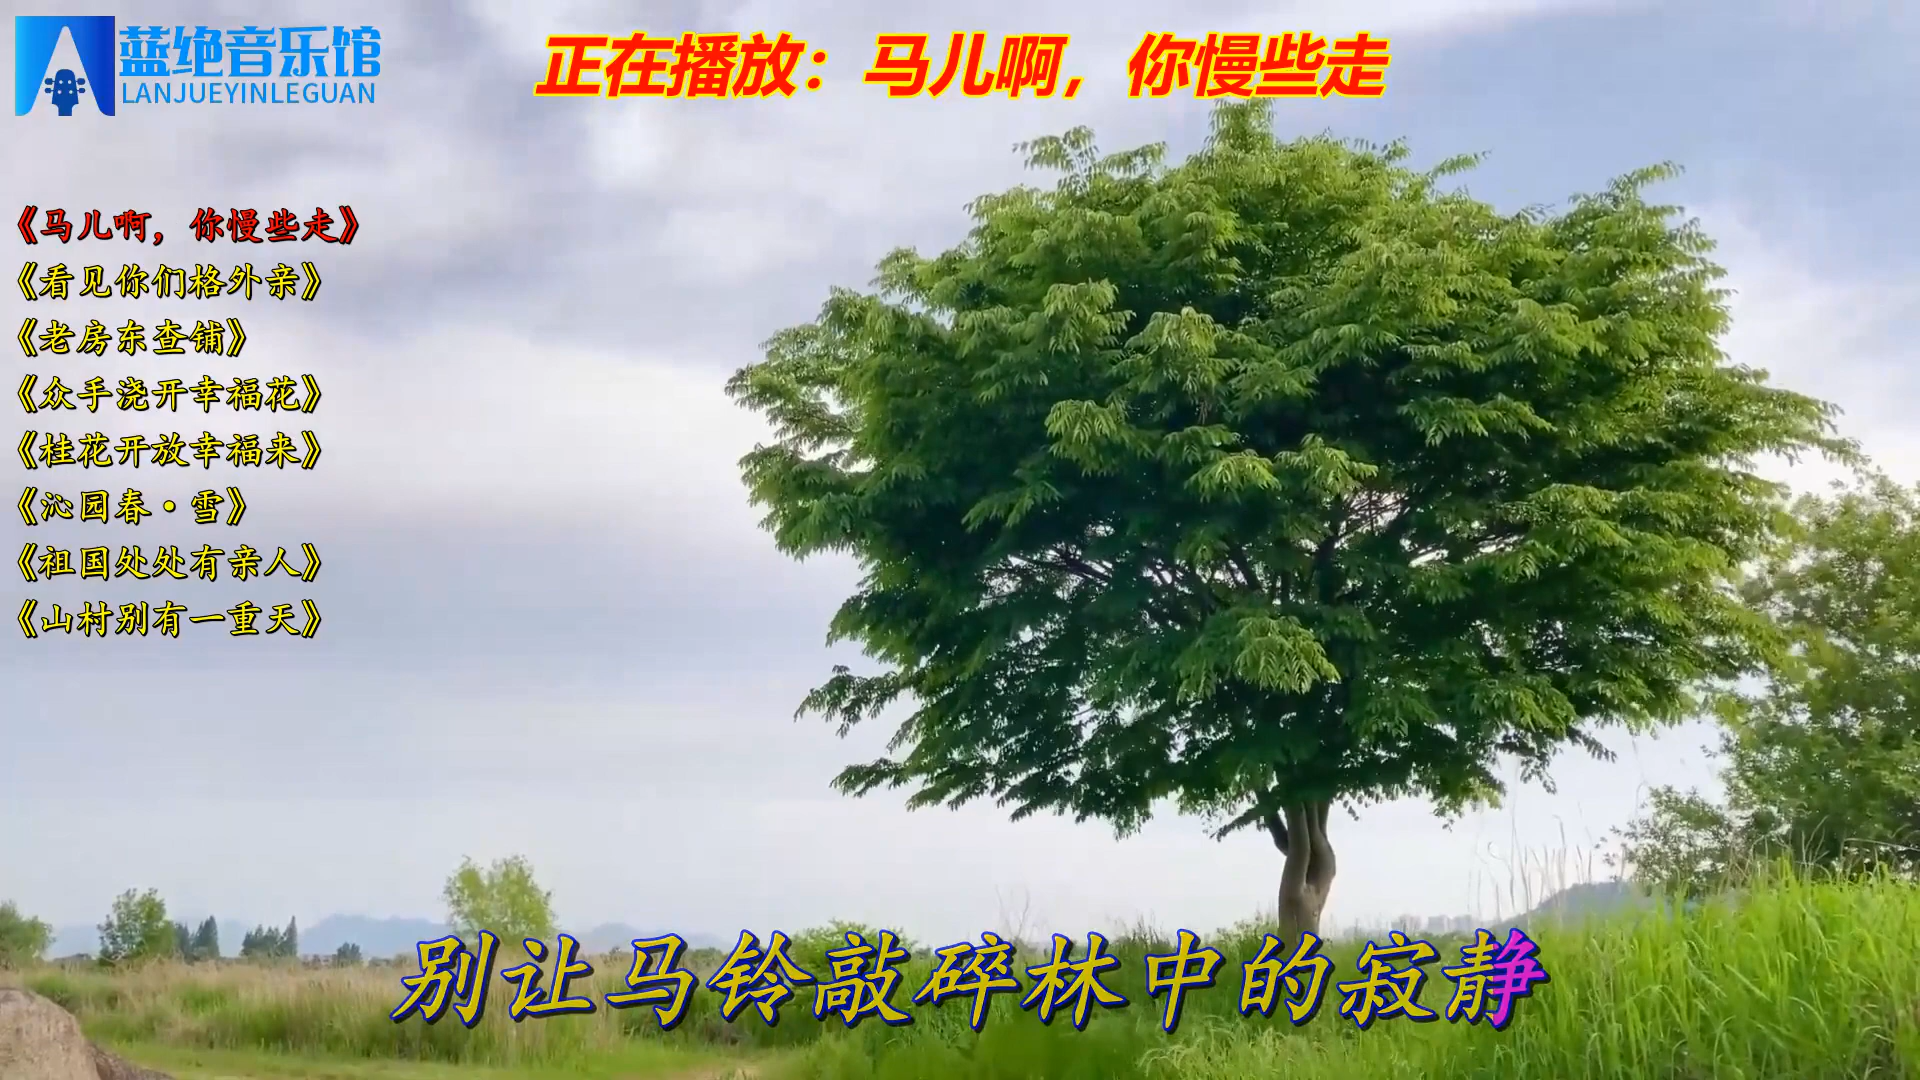 蓝绝音乐馆
LANJUEYINLEGUAN
正在播放：马儿啊，你慢些走
《马儿啊，你慢些走》
《看见你们格外亲》
《老房东查铺》
《众手浇开幸福花》
《桂花开放幸福来》
《沁园春·雪》
《祖国处处有亲人》
《山村别有一重天》
别让马铃敲碎林中的寂静